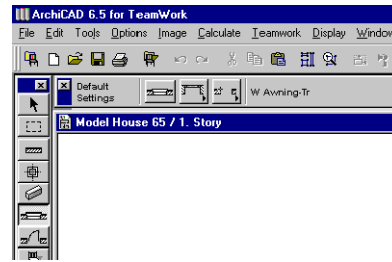 ArchiCAD 6.5 for TeamWork
File Edit Tools Options Image Calculate Teamwork Display Window
Default
Settings
W Awning-Tr
Model House 65 / 1. Story